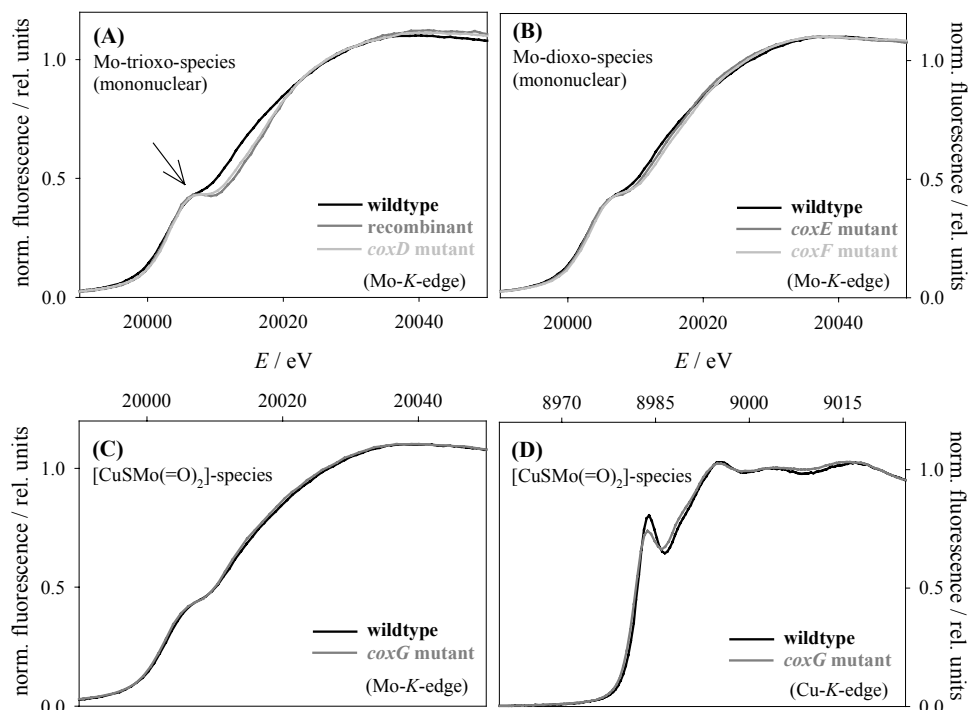 (A)
Mo-trioxo-species
(mononuclear)
norm. fluorescence / rel. units
1.0
0.5
0.0
wildtype
recombinant
coxD mutant
(Mo-K-edge)
20000 20020 20040
E / eV
(B)
Mo-dioxo-species
(mononuclear)
norm. fluorescence / rel. units
1.0
0.5
0.0
wildtype
coxE mutant
coxF mutant
(Mo-K-edge)
20000 20020 20040
E / eV
20000 20020 20040
(C)
[CuSMo(=O)2]-species
norm. fluorescence / rel. units
1.0
0.5
0.0
wildtype
coxG mutant
(Mo-K-edge)
8970 8985 9000 9015
(D)
[CuSMo(=O)2]-species
norm. fluorescence / rel. units
1.0
0.5
0.0
wildtype
coxG mutant
(Cu-K-edge)